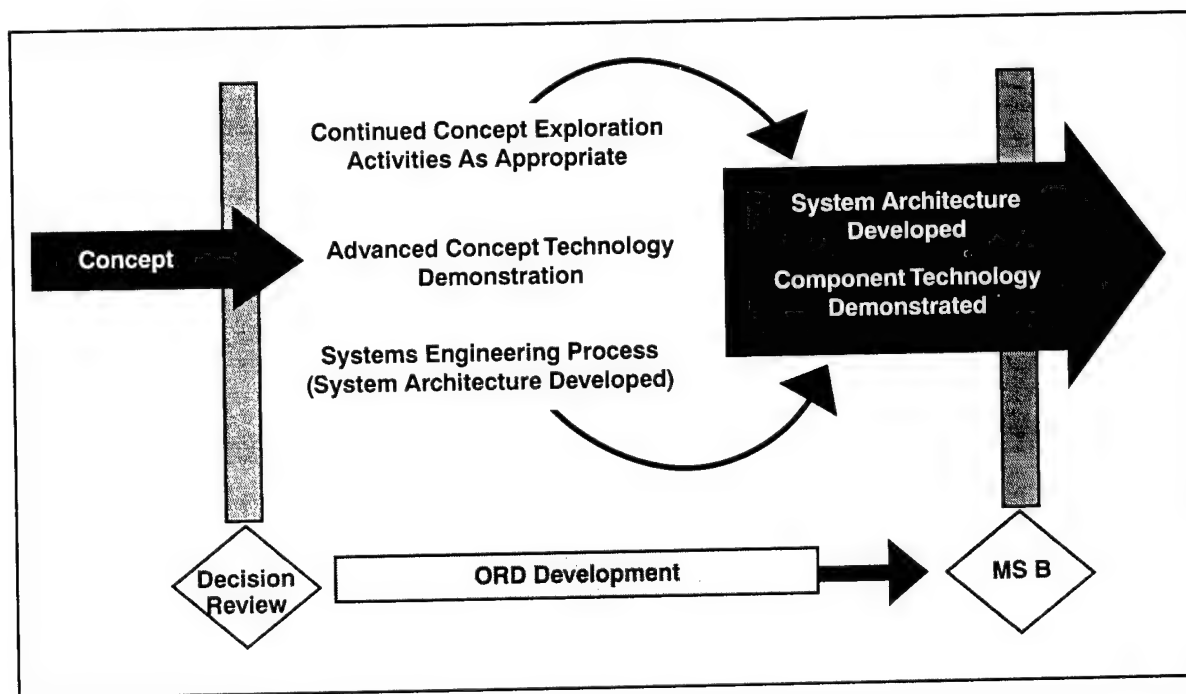 Continued Concept Exploration
Activities As Appropriate
Concept
Advanced Concept Technology
Demonstration
Systems Engineering Process
(System Architecture Developed)
System Architecture
Developed
Component Technology
Demonstrated
Decision
Review
ORD Development
MS B